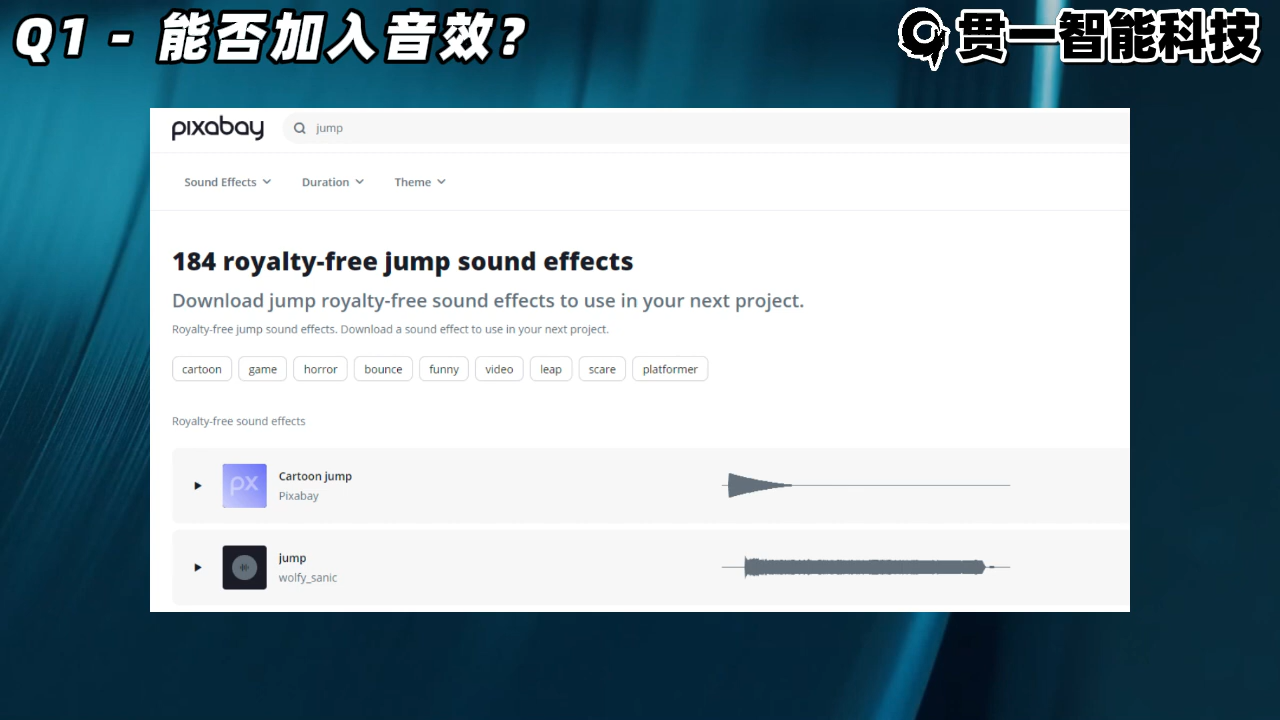 Q1 - 能否加入音效?
贯一智能科技
pixabay
jump
Sound Effects
Duration
Theme
184 royalty-free jump sound effects
Download jump royalty-free sound effects to use in your next project.
Royalty-free jump sound effects. Download a sound effect to use in your next project.
cartoon
game
horror
bounce
funny
video
leap
scare
platformer
Royalty-free sound effects
px
Cartoon jump
Pixabay
jump
wolfy_sanic